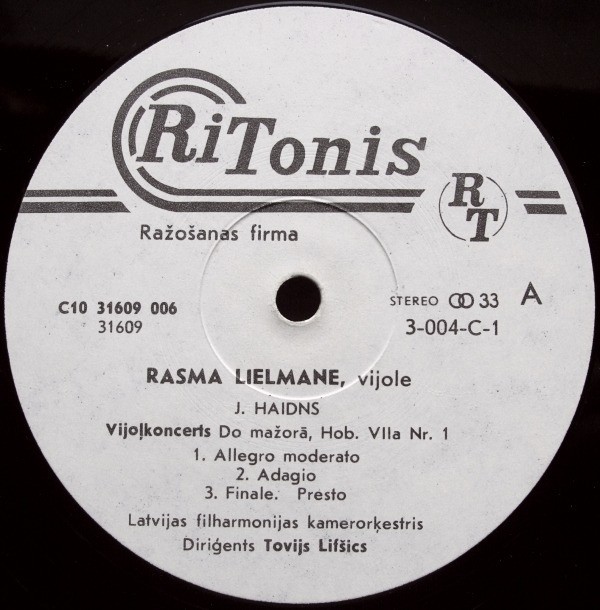 RiTonis
RT
Ražošanas firma
C10 31609 006
31609
STEREO 33 A
3-004-C-1
RASMA LIELMANE, vijole
J. HAIDNS
Vijoļkoncerts Do mažorā, Hob. VIIa Nr. 1
1. Allegro moderato
2. Adagio
3. Finale. Presto
Latvijas filharmonijas kamerorķestris
Diriģents Tovijs Lifšics